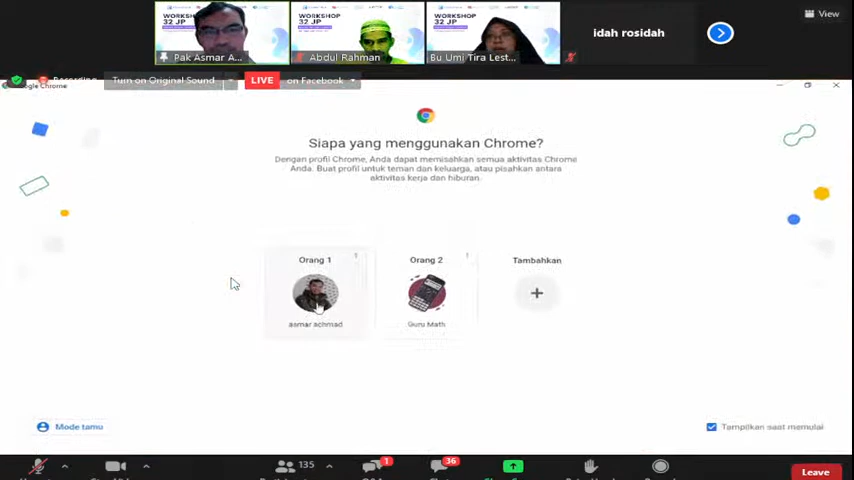 WORKSHOP
32 JP
WORKSHOP
32 JP
WORKSHOP
32 JP
Pak Asmar A...
Abdul Rahman
Bu Umi Tira Lest...
idah rosidah
View
Recording
Turn on Original Sound
LIVE
on Facebook
Google Chrome
Siapa yang menggunakan Chrome?
Dengan profil Chrome, Anda dapat memisahkan semua aktivitas Chrome
Anda. Buat profil untuk teman dan keluarga, atau pisahkan antara
aktivitas kerja dan hiburan.
Orang 1
asmar achmad
Orang 2
Guru Math
Tambahkan
Mode tamu
Tampilkan saat memulai
135
1
36
Leave